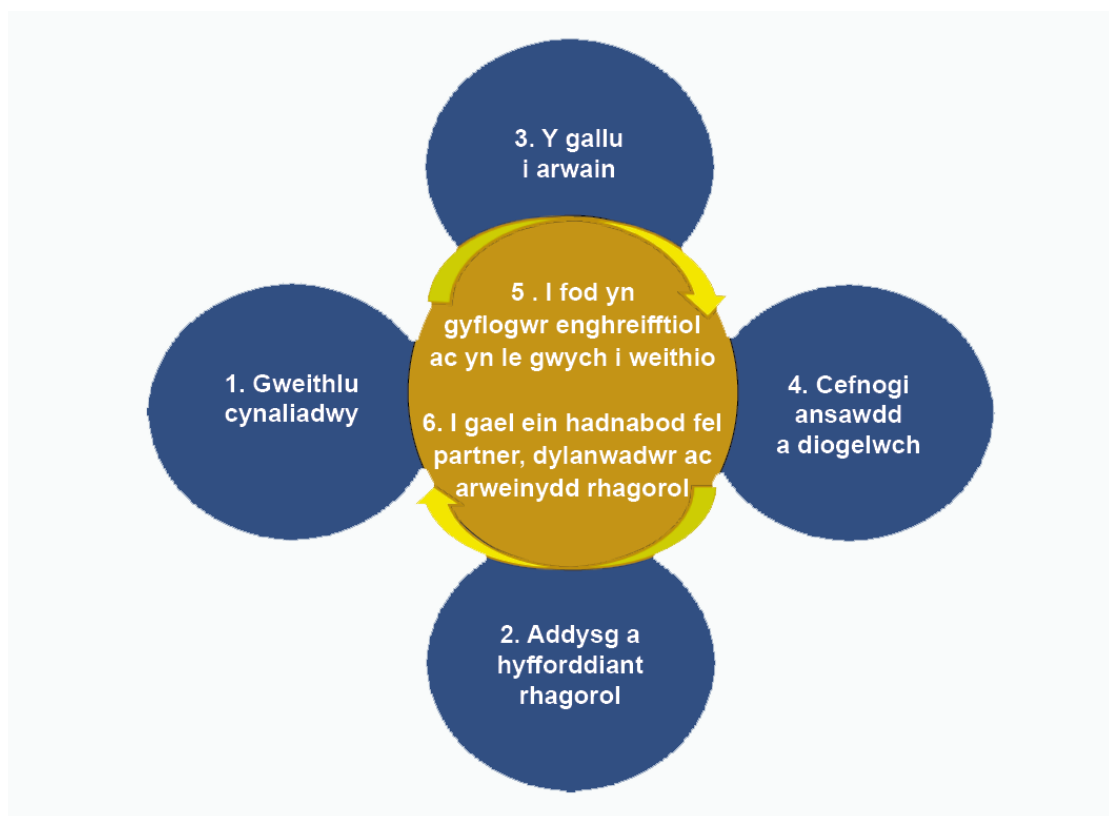 3. Y gallu
i arwain
5 . I fod yn
gyflogwr enghreifftiol
ac yn le gwych i weithio
6. I gael ein hadnabod fel
partner, dylanwadwr ac
arweinydd rhagorol
1. Gweithlu
cynaliadwy
4. Cefnogi
ansawdd
a diogelwch
2. Addysg a
hyfforddiant
rhagorol